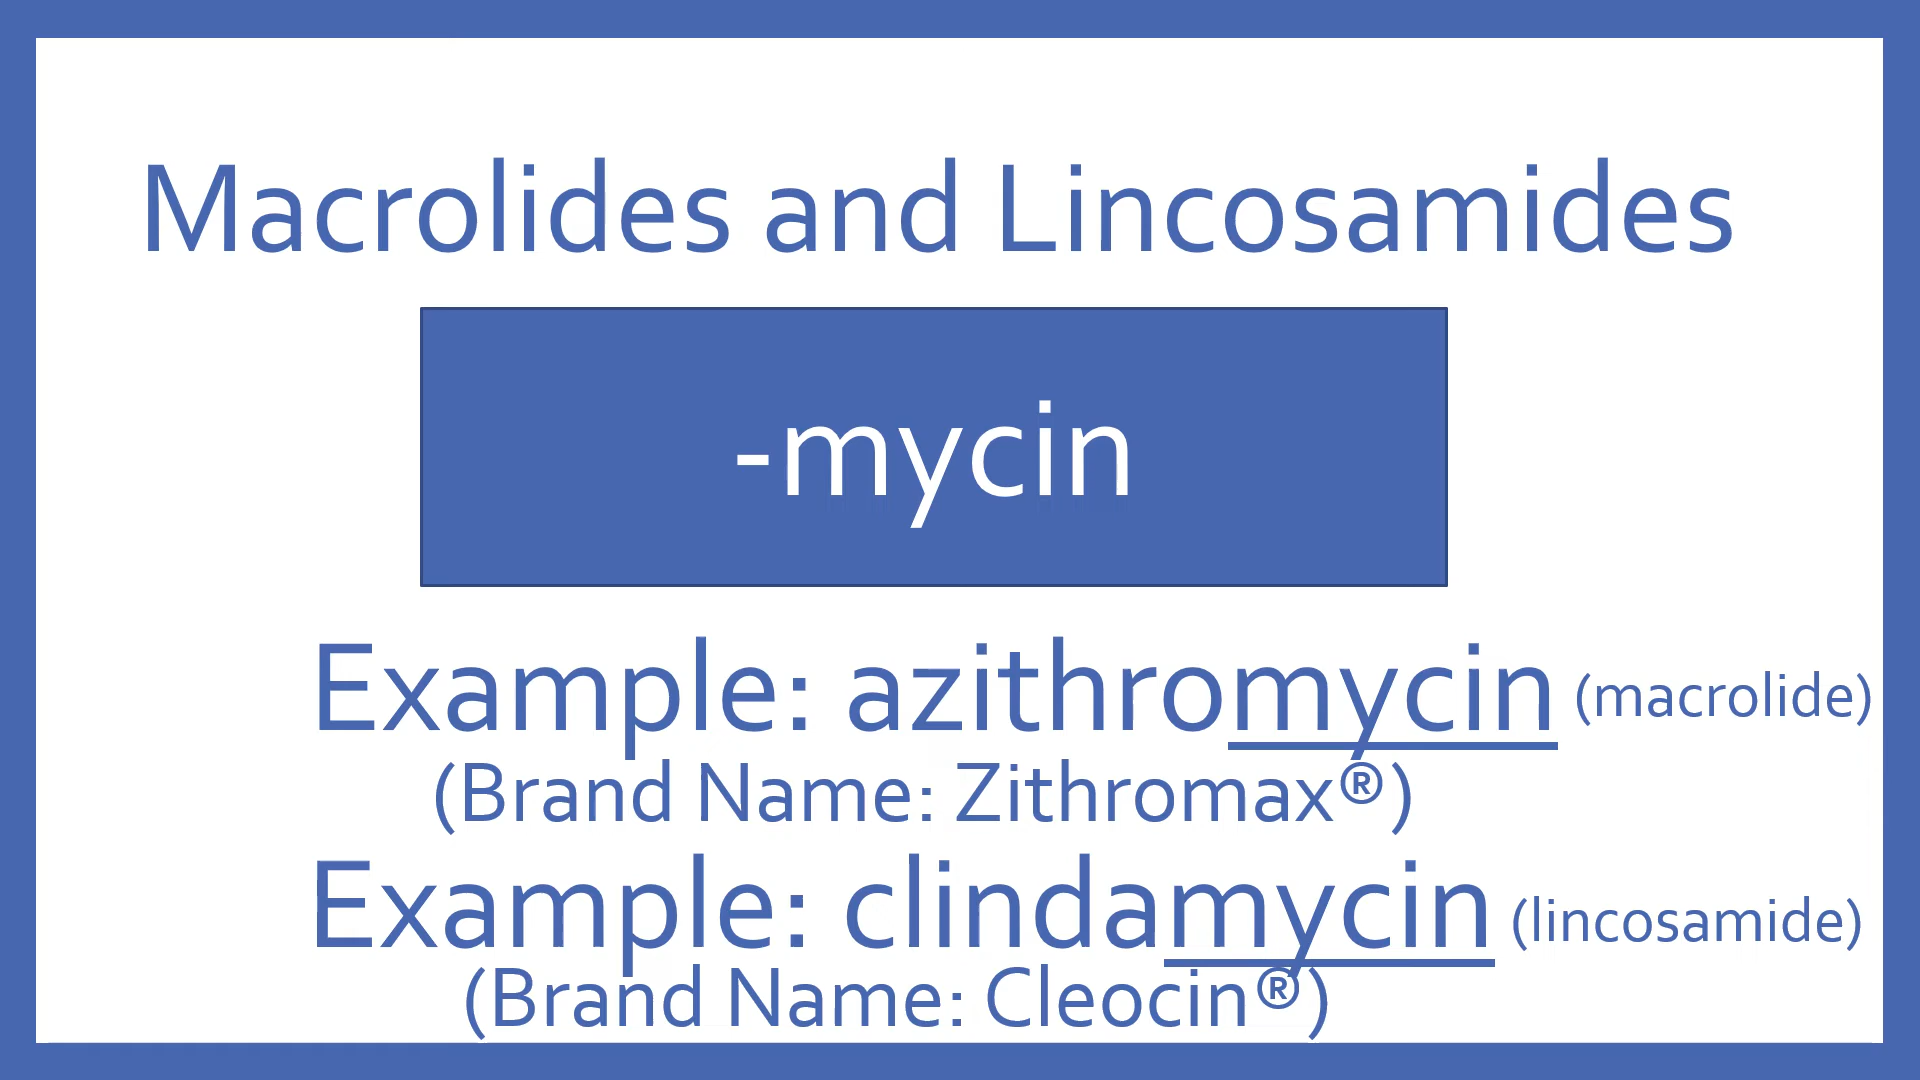 Macrolides and Lincosamides
-mycin
Example: azithromycin (macrolide)
(Brand Name: Zithromax®)
Example: clindamycin (lincosamide)
(Brand Name: Cleocin®)